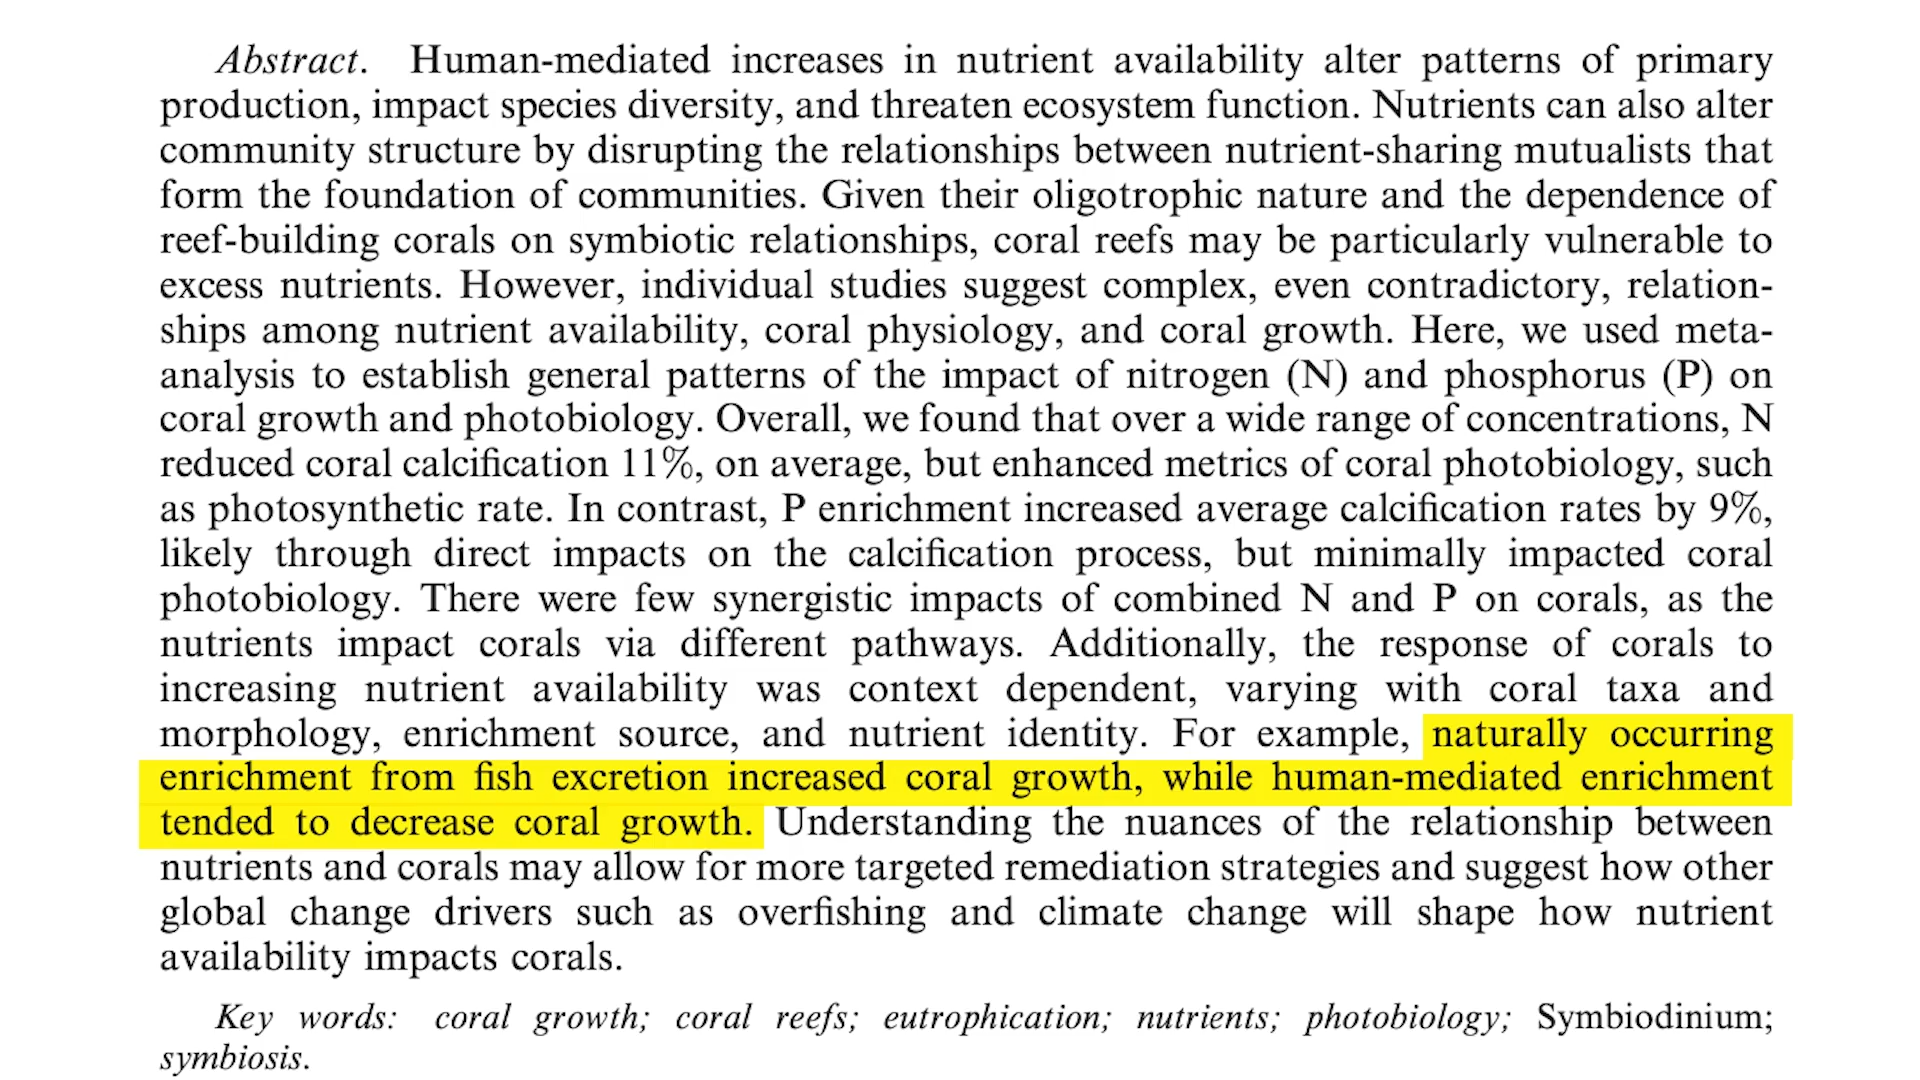 Abstract. Human-mediated increases in nutrient availability alter patterns of primary
production, impact species diversity, and threaten ecosystem function. Nutrients can also alter
community structure by disrupting the relationships between nutrient-sharing mutualists that
form the foundation of communities. Given their oligotrophic nature and the dependence of
reef-building corals on symbiotic relationships, coral reefs may be particularly vulnerable to
excess nutrients. However, individual studies suggest complex, even contradictory, relation-
ships among nutrient availability, coral physiology, and coral growth. Here, we used meta-
analysis to establish general patterns of the impact of nitrogen (N) and phosphorus (P) on
coral growth and photobiology. Overall, we found that over a wide range of concentrations, N
reduced coral calcification 11%, on average, but enhanced metrics of coral photobiology, such
as photosynthetic rate. In contrast, P enrichment increased average calcification rates by 9%,
likely through direct impacts on the calcification process, but minimally impacted coral
photobiology. There were few synergistic impacts of combined N and P on corals, as the
nutrients impact corals via different pathways. Additionally, the response of corals to
increasing nutrient availability was context dependent, varying with coral taxa and
morphology, enrichment source, and nutrient identity. For example, naturally occurring
enrichment from fish excretion increased coral growth, while human-mediated enrichment
tended to decrease coral growth. Understanding the nuances of the relationship between
nutrients and corals may allow for more targeted remediation strategies and suggest how other
global change drivers such as overfishing and climate change will shape how nutrient
availability impacts corals.
Key words: coral growth; coral reefs; eutrophication; nutrients; photobiology; Symbiodinium;
symbiosis.